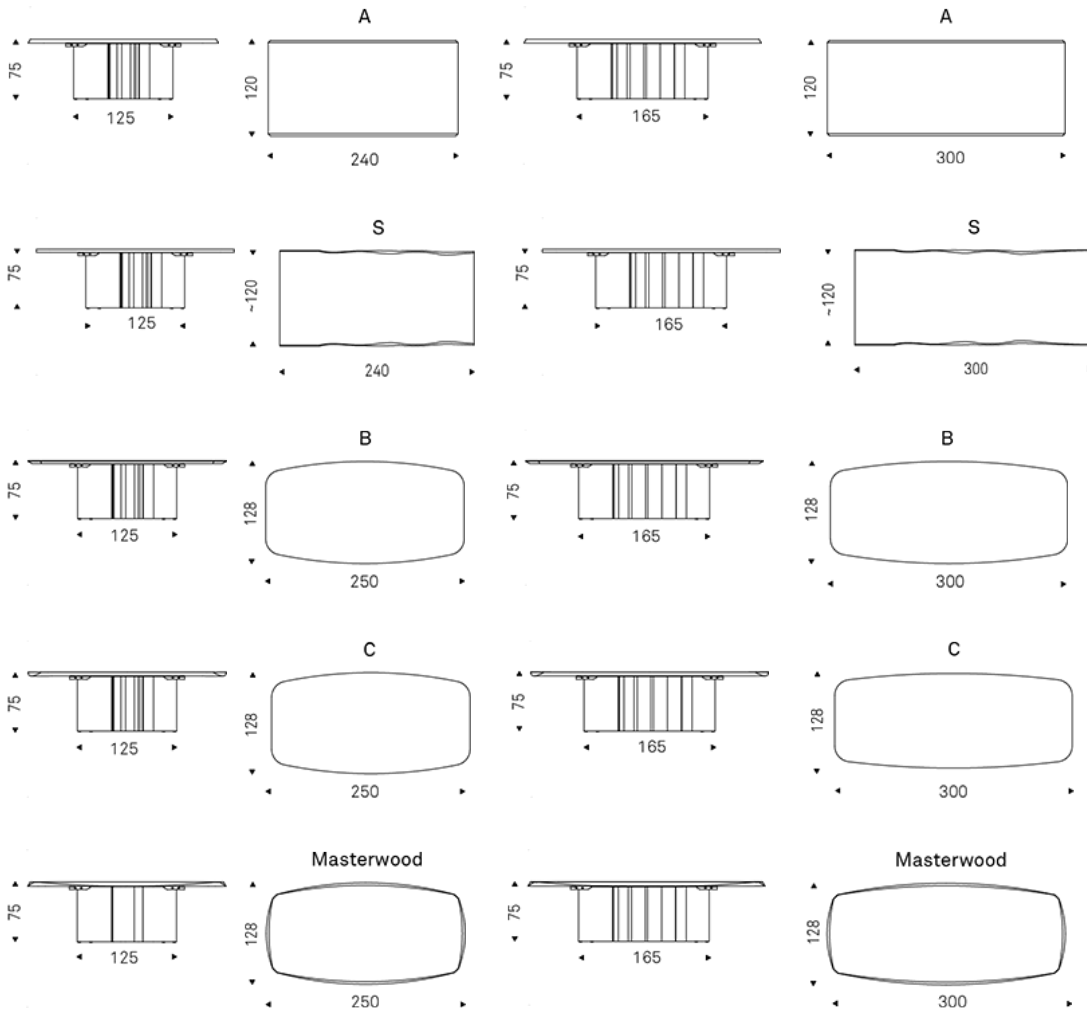 A A
75 125 120 240 75 165 120 300
S S
75 125 ~120 240 75 165 ~120 300
B B
75 125 128 250 75 165 128 300
C C
75 125 128 250 75 165 128 300
Masterwood Masterwood
75 125 128 250 75 165 128 300